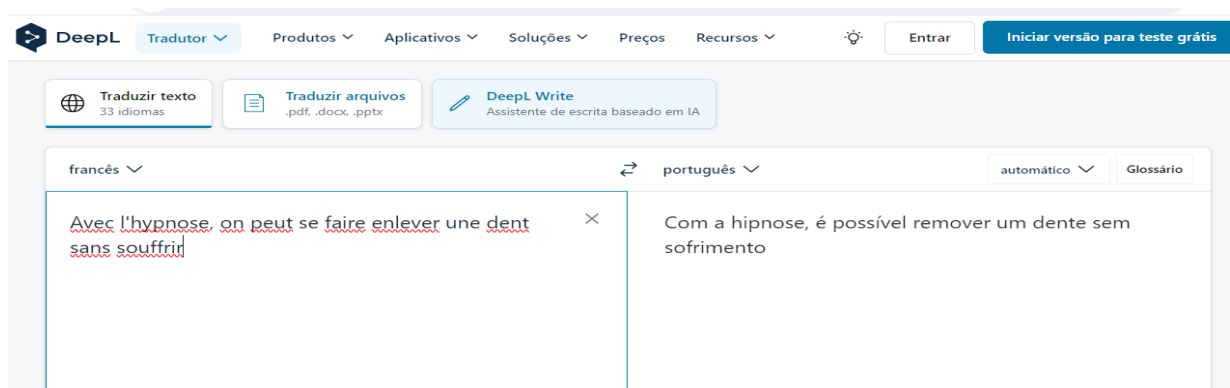 DeepL Tradutor Produtos Aplicativos Soluções Preços Recursos Entrar Iniciar versão para teste grátis
Traduzir texto
33 idiomas
Traduzir arquivos
.pdf, .docx, .pptx
DeepL Write
Assistente de escrita baseado em IA
francês
português
automático
Glossário
Avec l'hypnose, on peut se faire enlever une dent
sans souffrir
Com a hipnose, é possível remover um dente sem
sofrimento